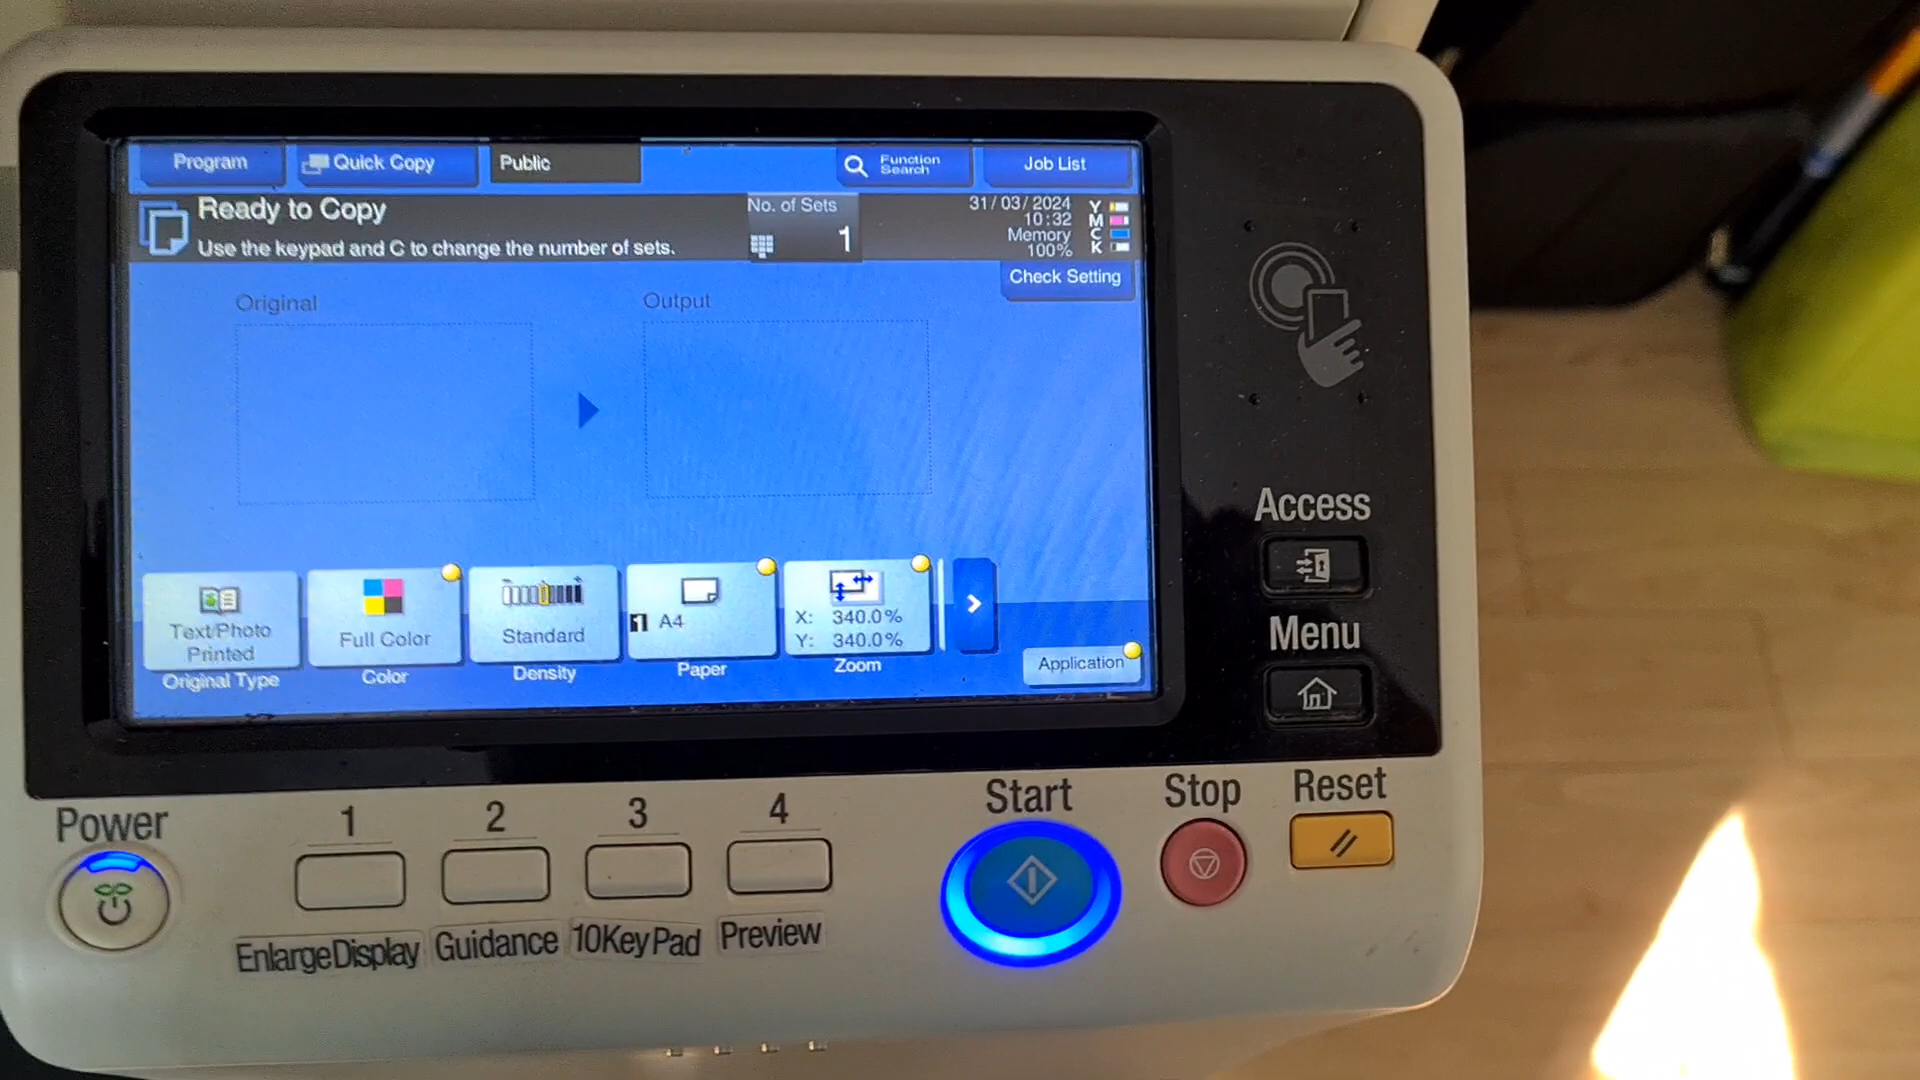 Program
Quick Copy
Public
Function
Search
Job List
Ready to Copy
Use the keypad and C to change the number of sets.
No. of Sets
1
31/03/2024
10:32
Memory
100%
Y
M
C
K
Check Setting
Original
Output
Text/Photo
Printed
Original Type
Full Color
Color
Standard
Density
1 A4
Paper
X: 340.0%
Y: 340.0%
Zoom
Application
Access
Menu
Power
1
2
3
4
Start
Stop
Reset
EnlargeDisplay
Guidance
10KeyPad
Preview